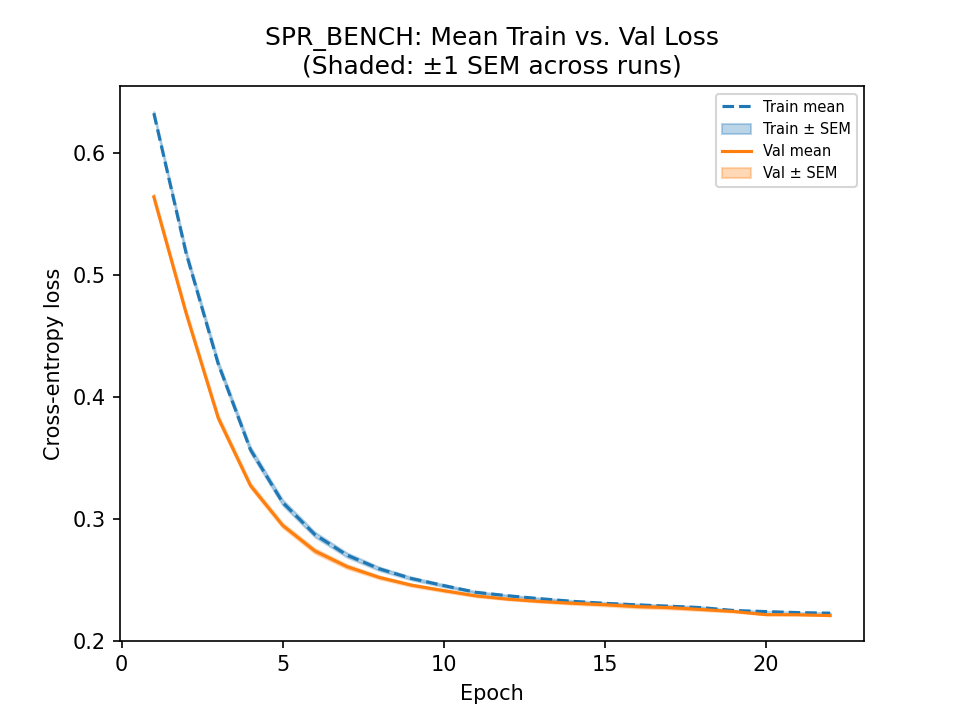 SPR_BENCH: Mean Train vs. Val Loss
(Shaded: ±1 SEM across runs)
Train mean
Train ± SEM
Val mean
Val ± SEM
Cross-entropy loss
0.6
0.5
0.4
0.3
0.2
0
5
10
15
20
Epoch